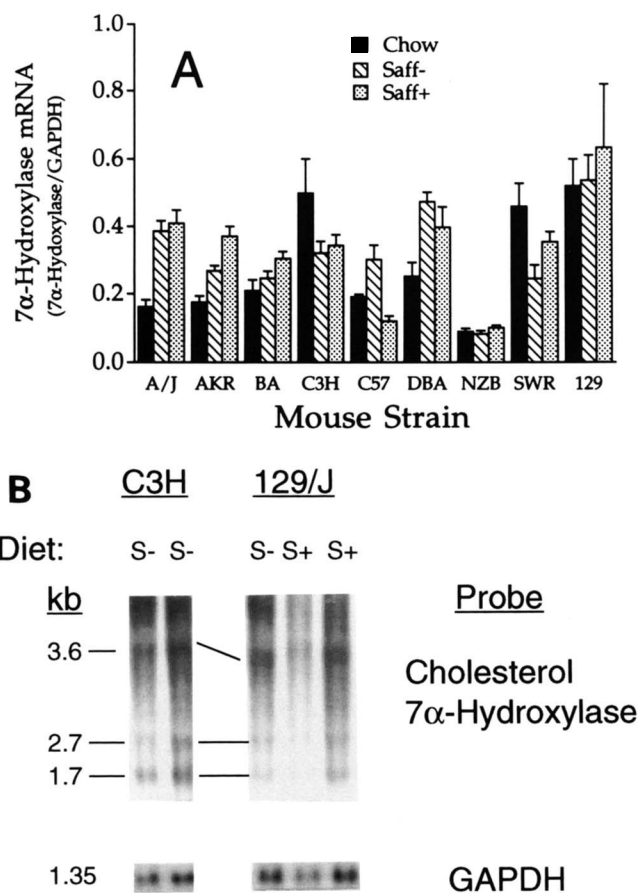 A
7α-Hydroxylase mRNA
(7α-Hydoxylase/GAPDH)
1.0
0.8
0.6
0.4
0.2
0.0
Chow
Saff-
Saff+
A/J AKR BA C3H C57 DBA NZB SWR 129
Mouse Strain
B
C3H 129/J
Diet: S- S- S- S+ S+
kb Probe
3.6
Cholesterol
7α-Hydroxylase
2.7
1.7
1.35 GAPDH